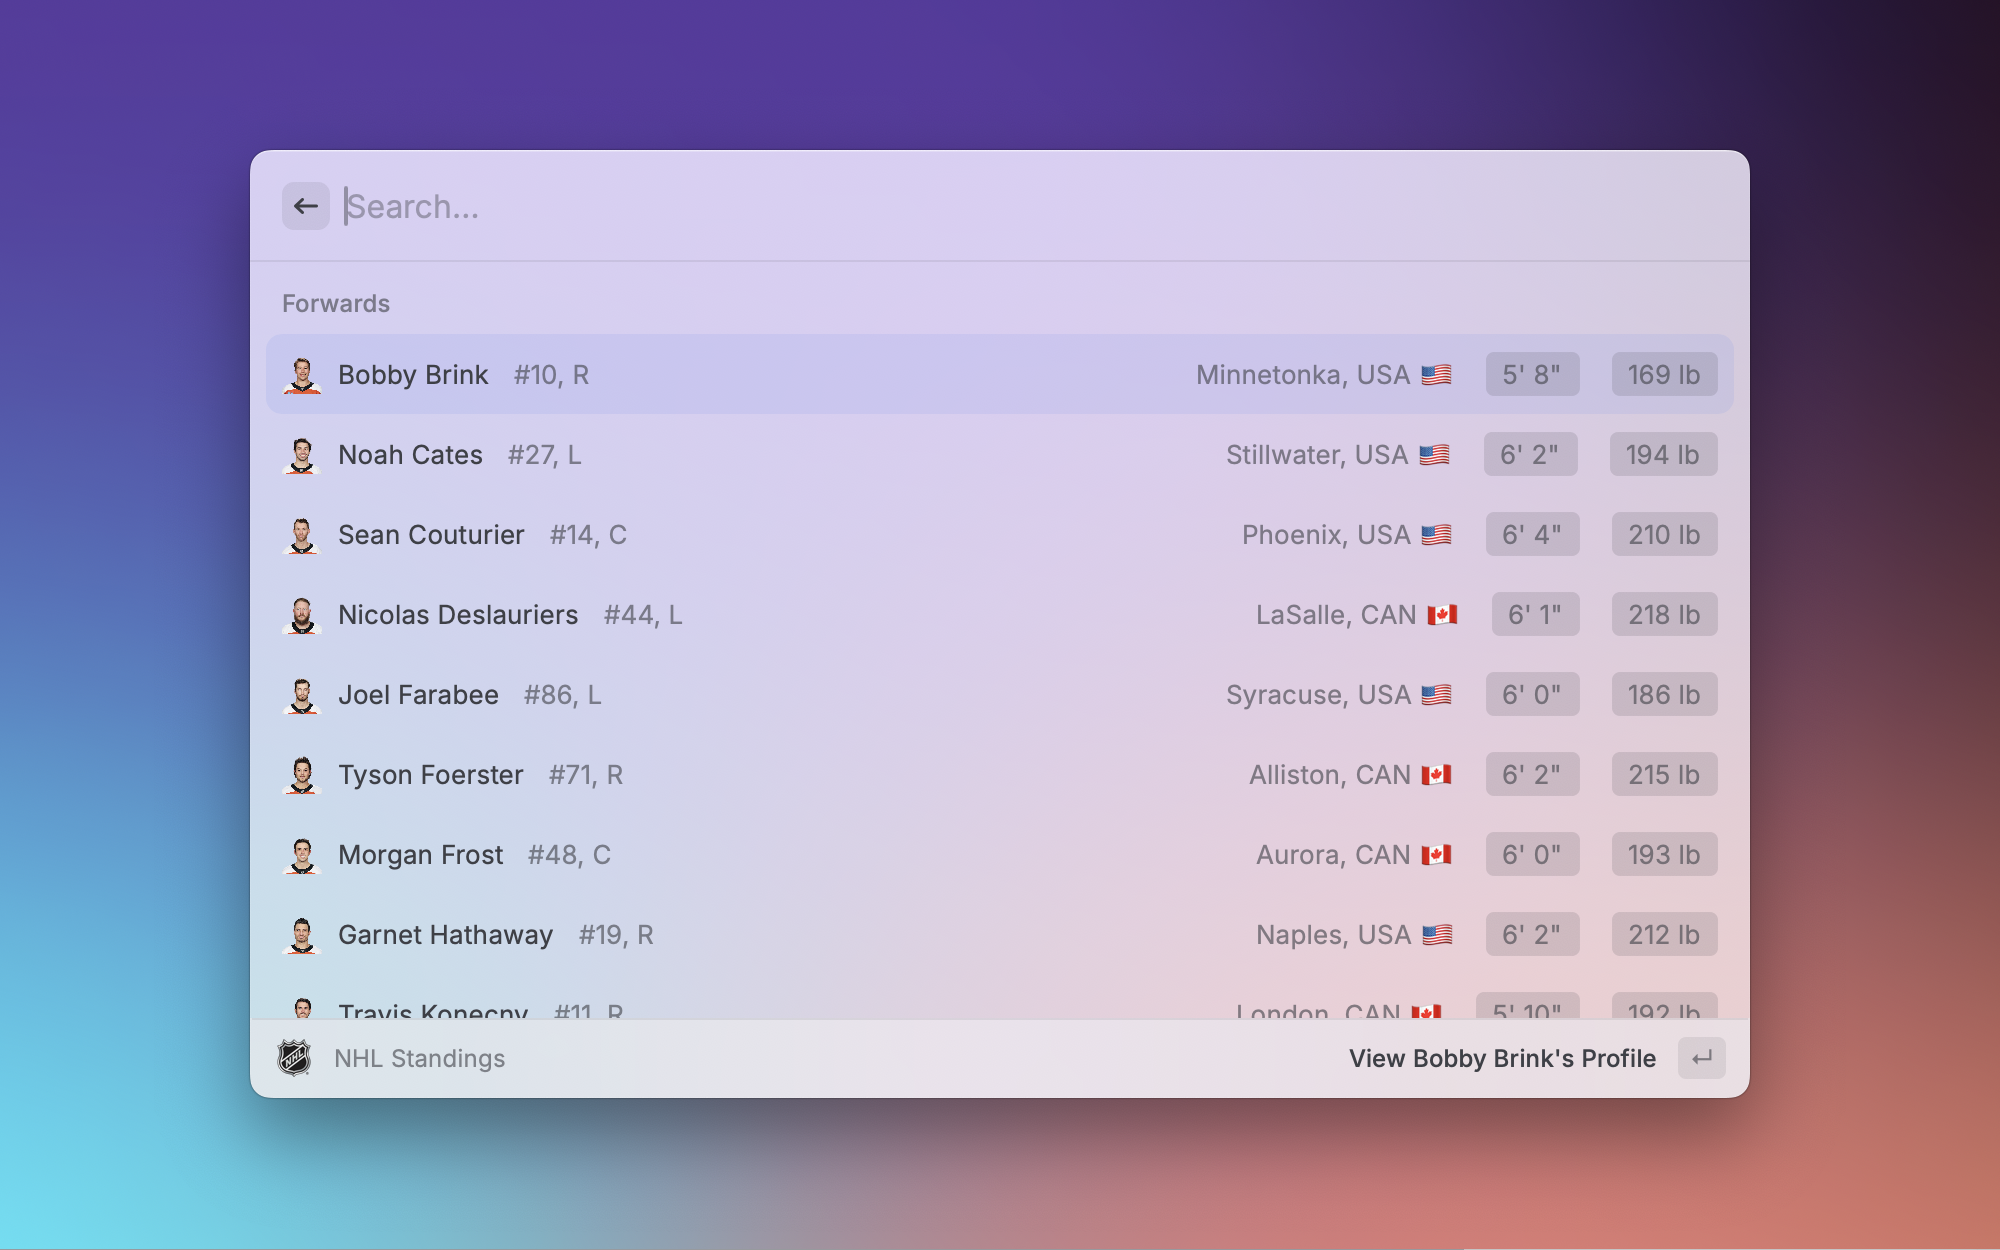 Search...
Forwards
Bobby Brink #10, R Minnetonka, USA 🇺🇸 5' 8" 169 lb
Noah Cates #27, L Stillwater, USA 🇺🇸 6' 2" 194 lb
Sean Couturier #14, C Phoenix, USA 🇺🇸 6' 4" 210 lb
Nicolas Deslauriers #44, L LaSalle, CAN 🇨🇦 6' 1" 218 lb
Joel Farabee #86, L Syracuse, USA 🇺🇸 6' 0" 186 lb
Tyson Foerster #71, R Alliston, CAN 🇨🇦 6' 2" 215 lb
Morgan Frost #48, C Aurora, CAN 🇨🇦 6' 0" 193 lb
Garnet Hathaway #19, R Naples, USA 🇺🇸 6' 2" 212 lb
Travis Konecny #11, R London, CAN 🇨🇦 5' 10" 192 lb
NHL NHL Standings View Bobby Brink's Profile